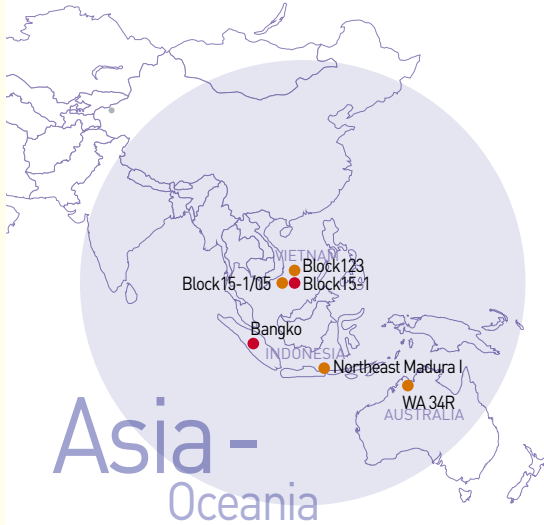 VIETNAM
Block123
Block15-1/05
Block15-1
Bangko
INDONESIA
Northeast Madura I
WA 34R
AUSTRALIA
Asia-
Oceania